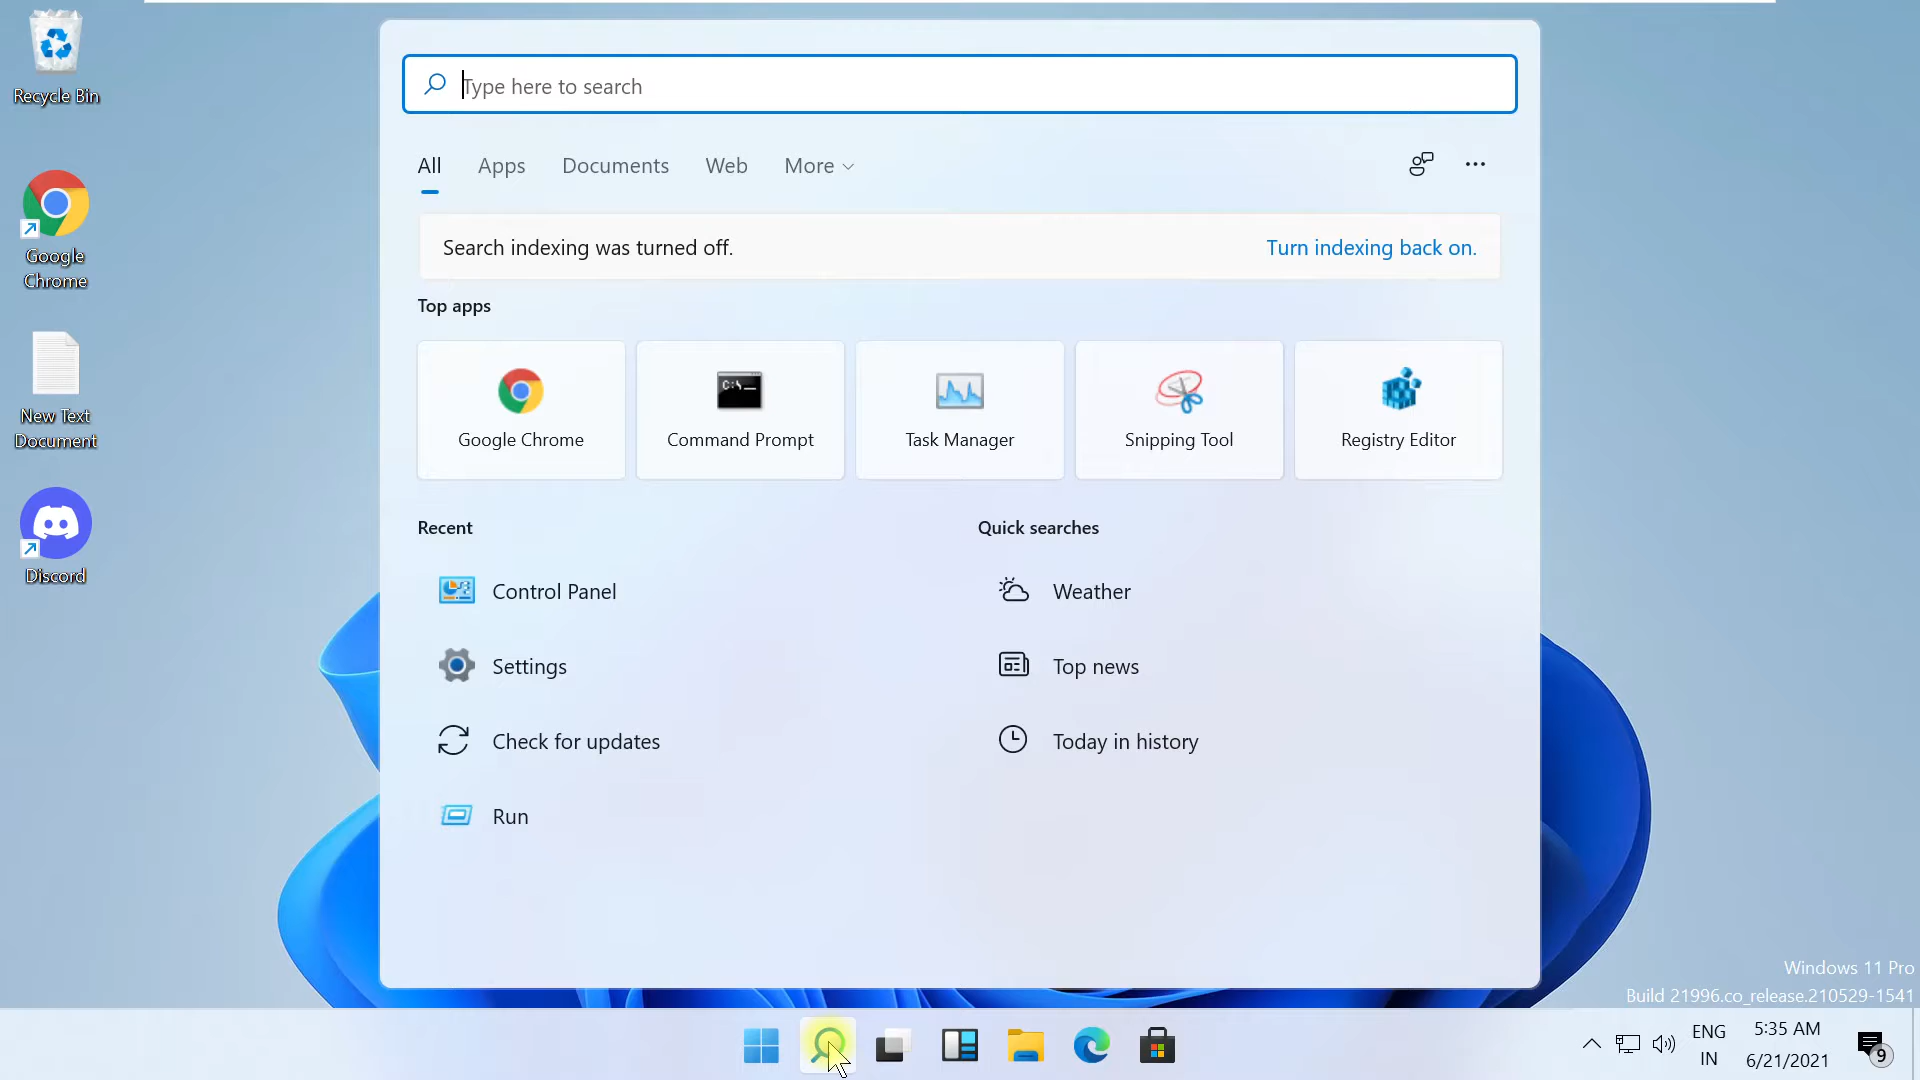 Recycle Bin
Google
Chrome
New Text
Document
Discord
Type here to search
All Apps Documents Web More
Search indexing was turned off. Turn indexing back on.
Top apps
C:\_
Google Chrome Command Prompt Task Manager Snipping Tool Registry Editor
Recent Quick searches
Control Panel Weather
Settings Top news
Check for updates Today in history
Run
Windows 11 Pro
Build 21996.co_release.210529-1541
ENG 5:35 AM
IN 6/21/2021 9